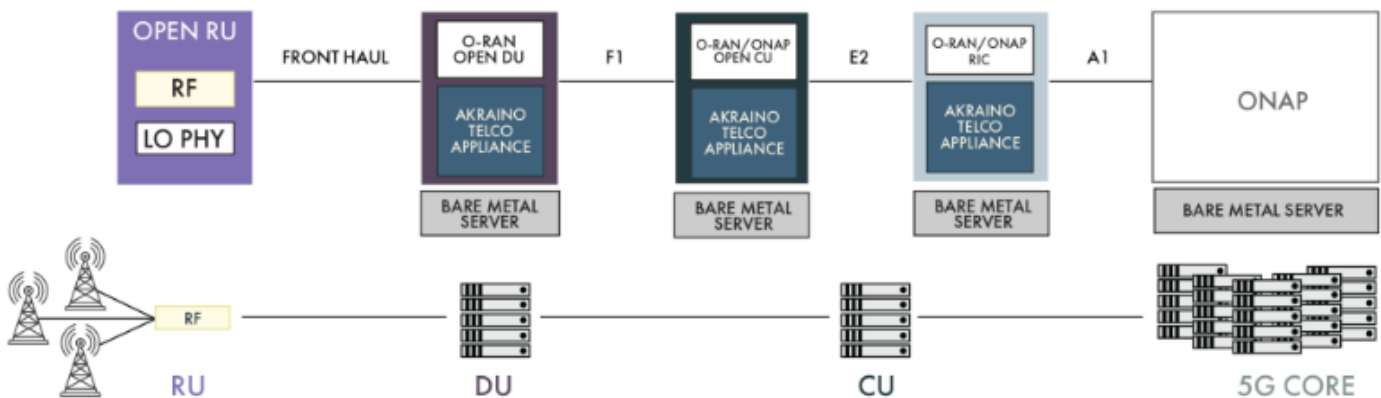 OPEN RU
RF
LO PHY
FRONT HAUL
O-RAN
OPEN DU
AKRAINO
TELCO
APPLIANCE
BARE METAL
SERVER
F1
O-RAN/ONAP
OPEN CU
AKRAINO
TELCO
APPLIANCE
BARE METAL
SERVER
E2
O-RAN/ONAP
RIC
AKRAINO
TELCO
APPLIANCE
BARE METAL
SERVER
A1
ONAP
BARE METAL SERVER
RF
RU
DU
CU
5G CORE